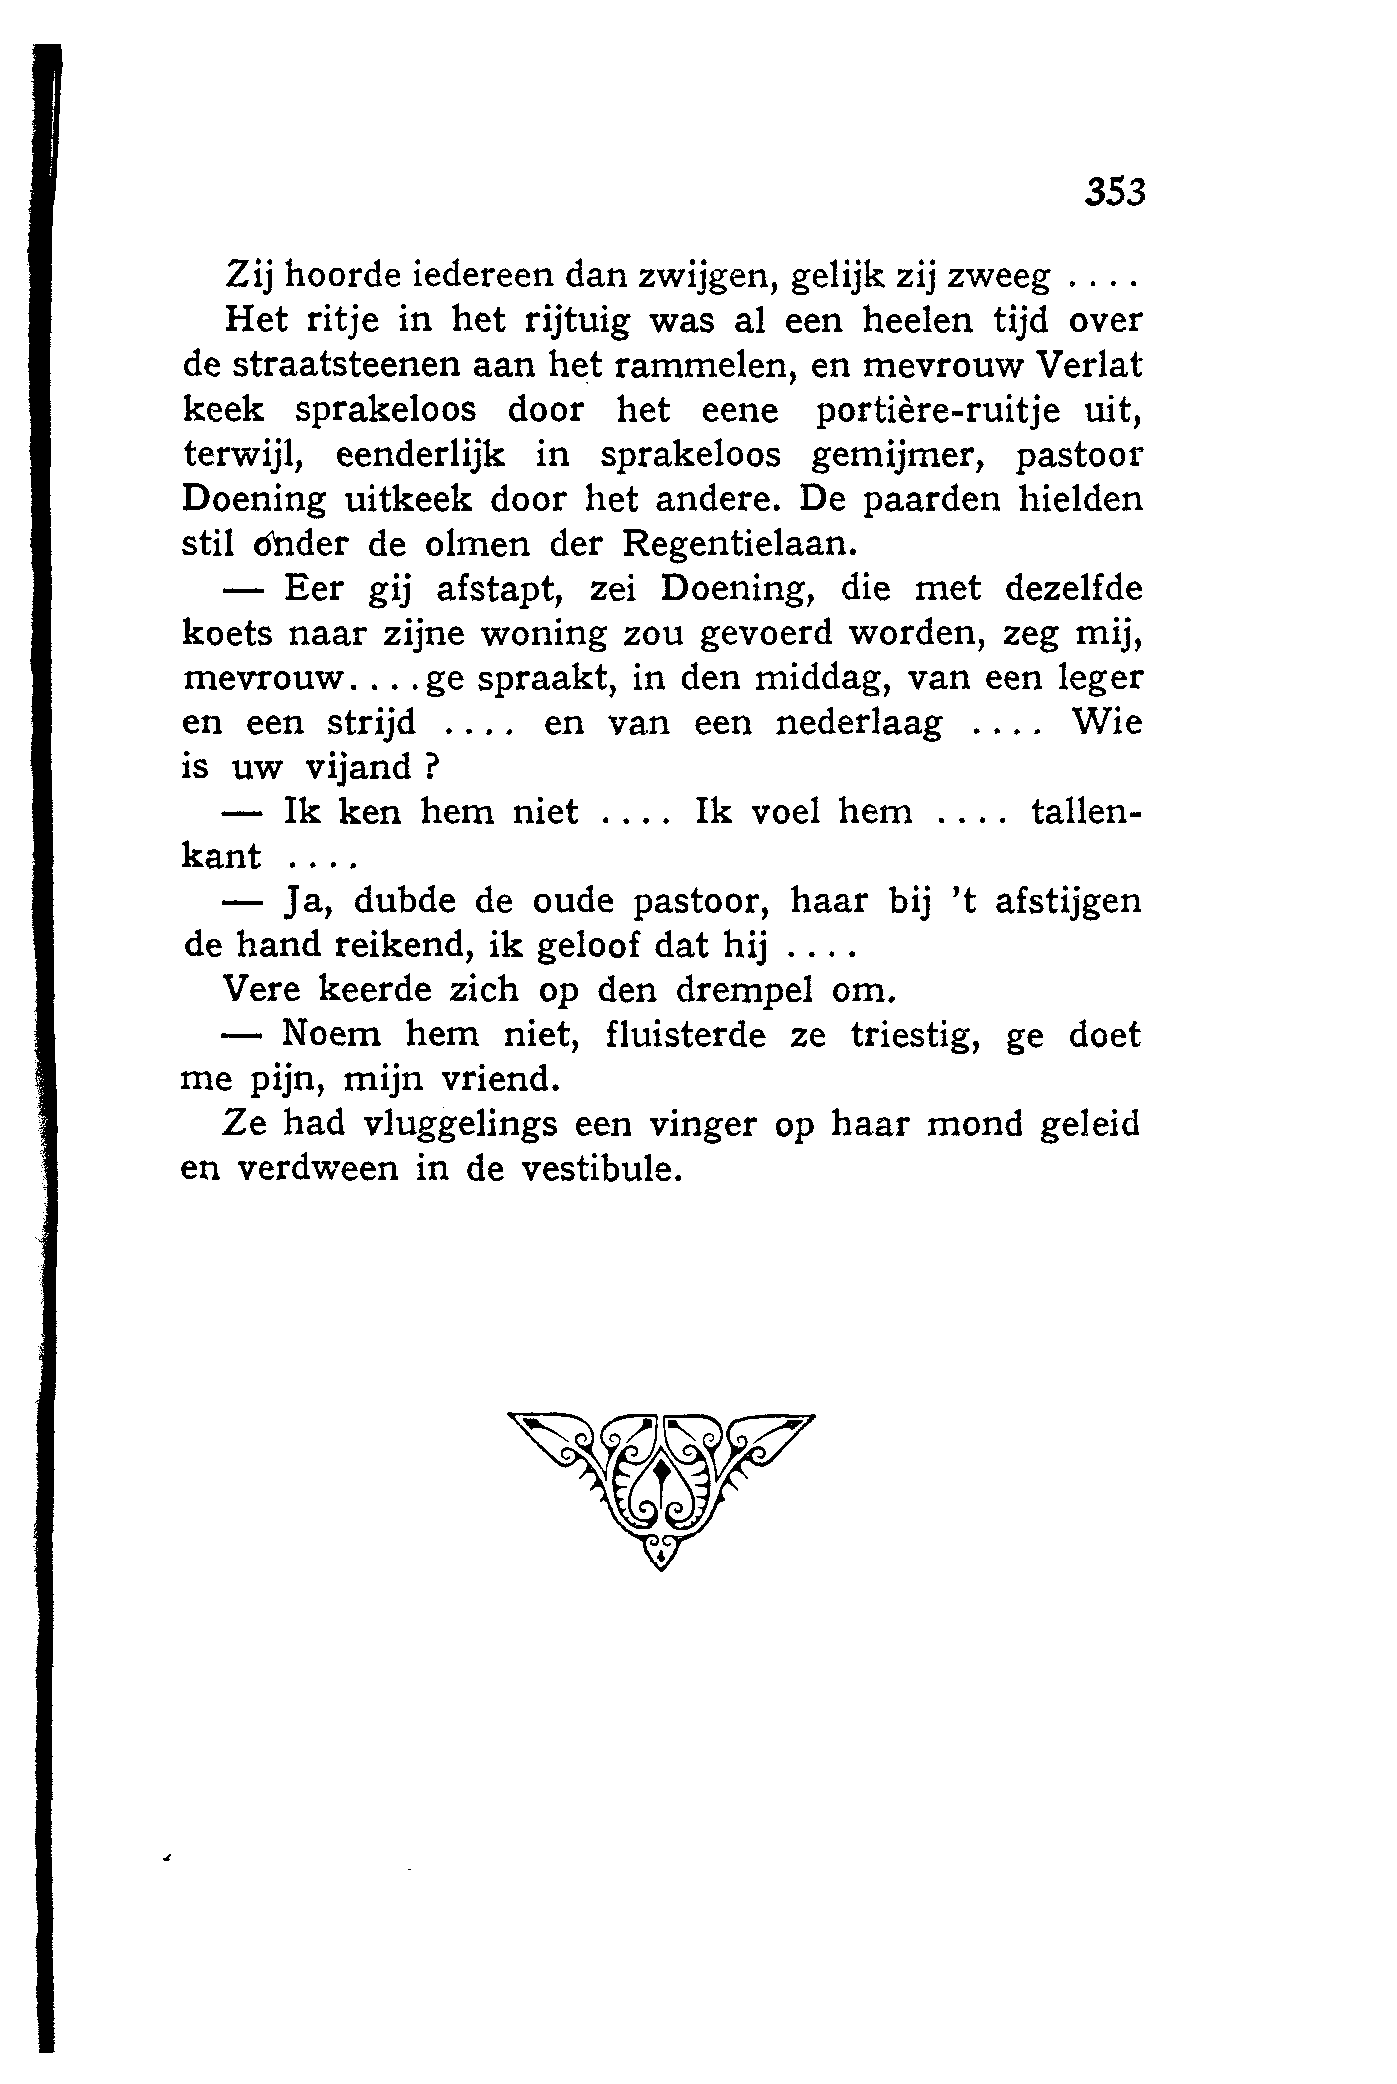 353
Zij hoorde iedereen dan zwijgen, gelijk zij zweeg ....
Het ritje in het rijtuig was al een heelen tijd over
de straatsteenen aan het rammelen, en mevrouw Verlat
keek sprakeloos door het eene portière-ruitje uit,
terwijl, eenderlijk in sprakeloos gemijmer, pastoor
Doening uitkeek door het andere. De paarden hielden
stil onder de olmen der Regentielaan.
— Eer gij afstapt, zei Doening, die met dezelfde
koets naar zijne woning zou gevoerd worden, zeg mij,
mevrouw. . . . ge spraakt, in den middag, van een leger
en een strijd .... en van een nederlaag .... Wie
is uw vijand ?
— Ik ken hem niet .... Ik voel hem .... tallen-
kant ....
— Ja, dubde de oude pastoor, haar bij 't afstijgen
de hand reikend, ik geloof dat hij ....
Vere keerde zich op den drempel om.
— Noem hem niet, fluisterde ze triestig, ge doet
me pijn, mijn vriend.
Ze had vluggelings een vinger op haar mond geleid
en verdween in de vestibule.